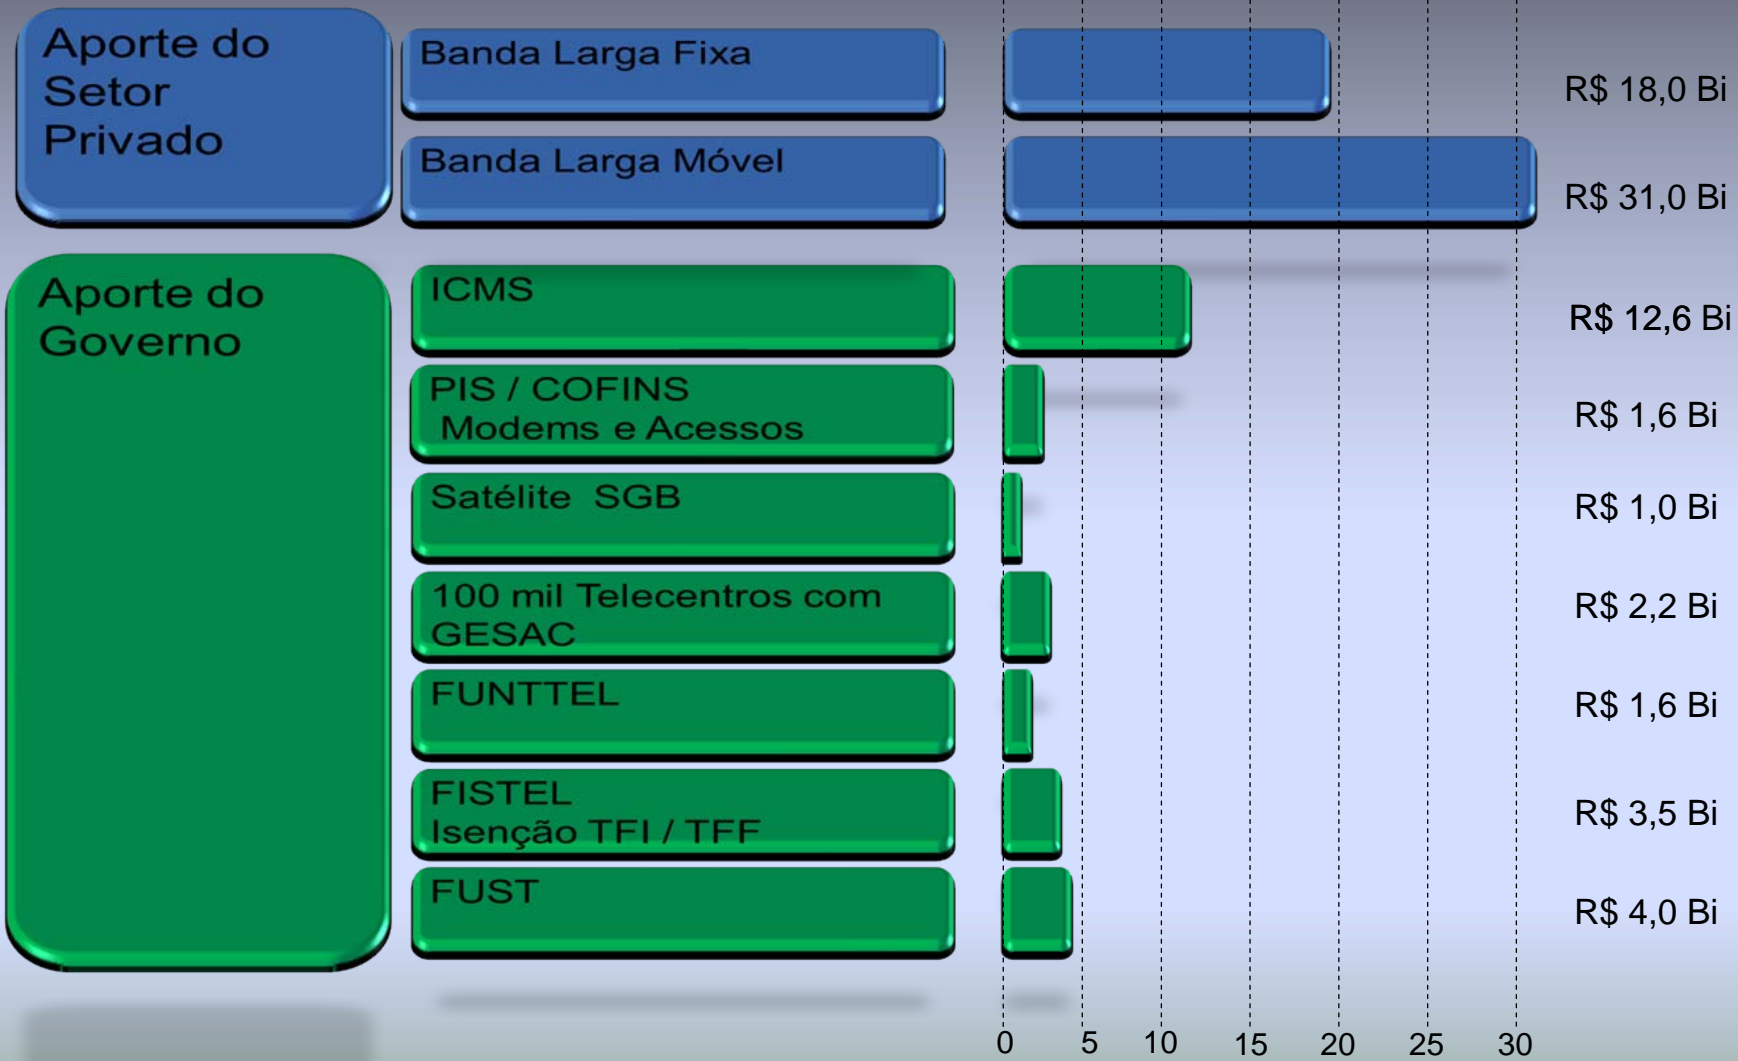 Aporte do
Setor
Privado
Banda Larga Fixa
R$ 18,0 Bi
Banda Larga Móvel
R$ 31,0 Bi
Aporte do
Governo
ICMS
R$ 12,6 Bi
PIS / COFINS
Modems e Acessos
R$ 1,6 Bi
Satélite SGB
R$ 1,0 Bi
100 mil Telecentros com
GESAC
R$ 2,2 Bi
FUNTTEL
R$ 1,6 Bi
FISTEL
Isenção TFI / TFF
R$ 3,5 Bi
FUST
R$ 4,0 Bi
0 5 10 15 20 25 30